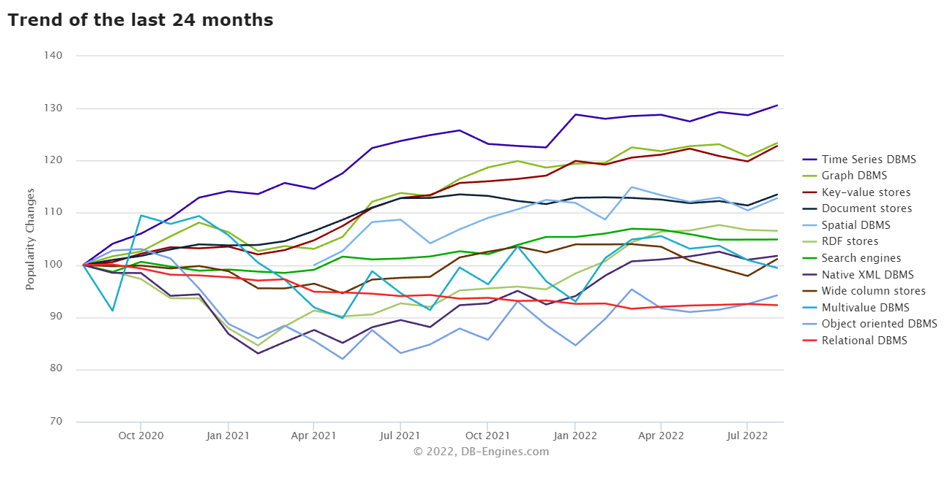 Trend of the last 24 months
140
130
120
110
100
90
80
70
Popularity Changes
Oct 2020
Jan 2021
Apr 2021
Jul 2021
Oct 2021
Jan 2022
Apr 2022
Jul 2022
© 2022, DB-Engines.com
Time Series DBMS
Graph DBMS
Key-value stores
Document stores
Spatial DBMS
RDF stores
Search engines
Native XML DBMS
Wide column stores
Multivalue DBMS
Object oriented DBMS
Relational DBMS